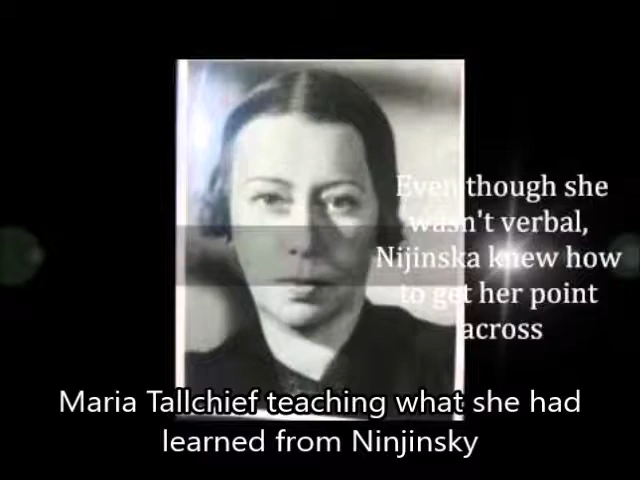 Even though she
wasn't verbal,
Nijinska knew how
to get her point
across
Maria Tallchief teaching what she had
learned from Ninjinsky